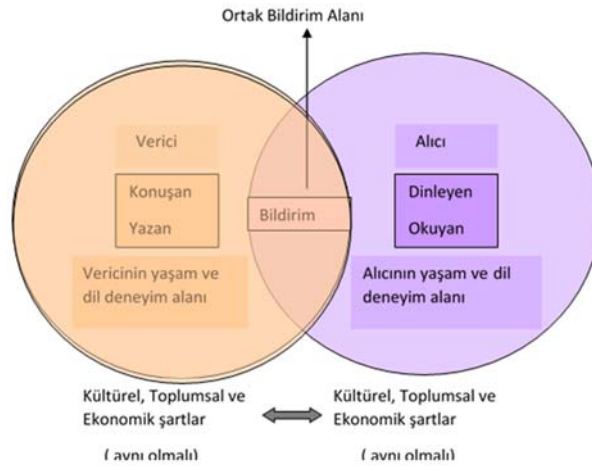 Ortak Bildirim Alanı
Verici
Konuşan
Yazan
Vericinin yaşam ve
dil deneyim alanı
Bildirim
Alıcı
Dinleyen
Okuyan
Alıcının yaşam ve dil
deneyim alanı
Kültürel, Toplumsal ve
Ekonomik şartlar
( aynı olmalı)
Kültürel, Toplumsal ve
Ekonomik şartlar
( aynı olmalı)